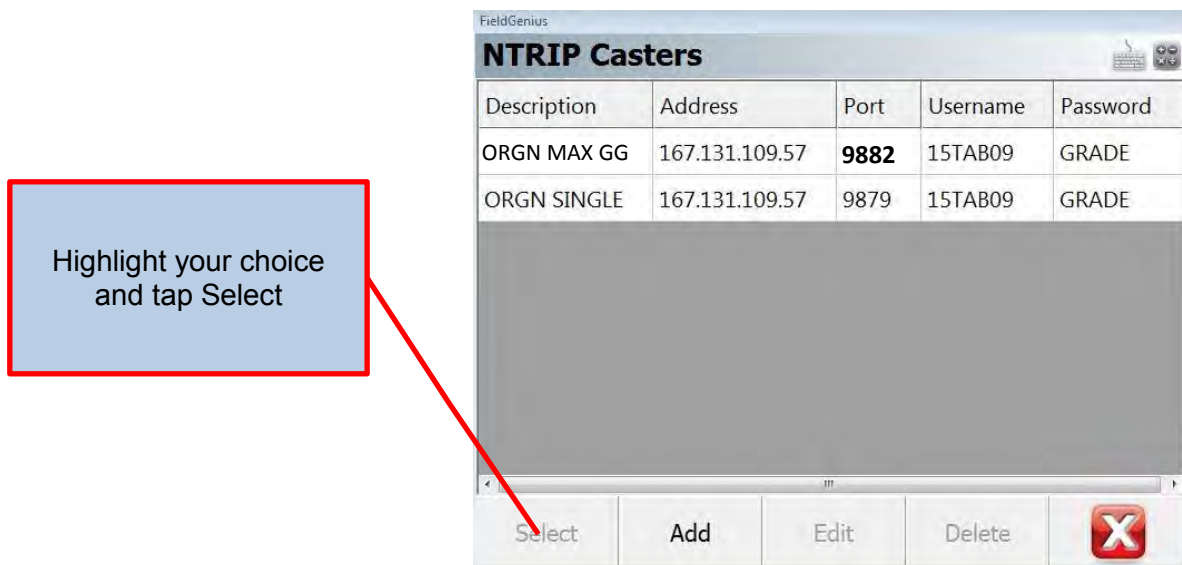 FieldGenius
NTRIP Casters
Description Address Port Username Password
ORGN MAX GG 167.131.109.57 9882 15TAB09 GRADE
ORGN SINGLE 167.131.109.57 9879 15TAB09 GRADE
Highlight your choice
and tap Select
Select Add Edit Delete